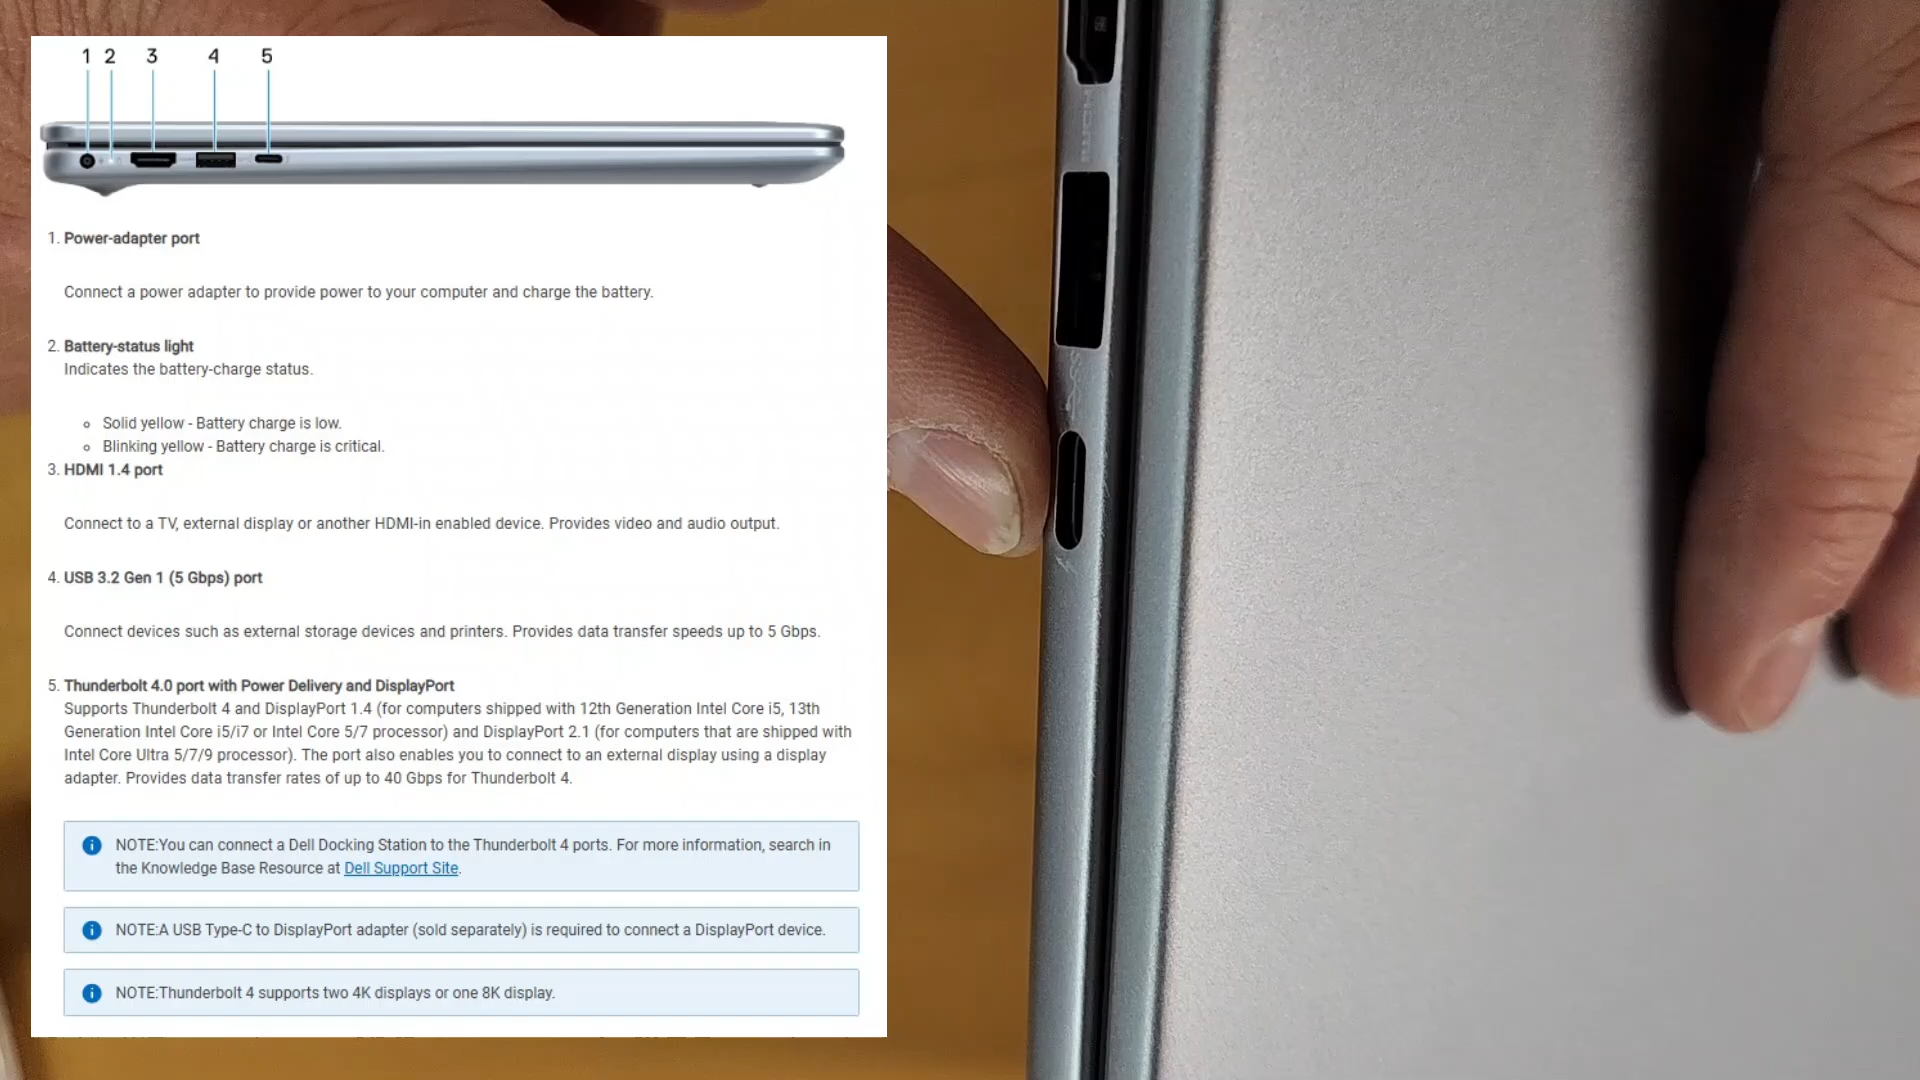 1 2 3 4 5
1. Power-adapter port
Connect a power adapter to provide power to your computer and charge the battery.
2. Battery-status light
Indicates the battery-charge status.
Solid yellow - Battery charge is low.
Blinking yellow - Battery charge is critical.
3. HDMI 1.4 port
Connect to a TV, external display or another HDMI-in enabled device. Provides video and audio output.
4. USB 3.2 Gen 1 (5 Gbps) port
Connect devices such as external storage devices and printers. Provides data transfer speeds up to 5 Gbps.
5. Thunderbolt 4.0 port with Power Delivery and DisplayPort
Supports Thunderbolt 4 and DisplayPort 1.4 (for computers shipped with 12th Generation Intel Core i5, 13th
Generation Intel Core i5/i7 or Intel Core 5/7 processor) and DisplayPort 2.1 (for computers that are shipped with
Intel Core Ultra 5/7/9 processor). The port also enables you to connect to an external display using a display
adapter. Provides data transfer rates of up to 40 Gbps for Thunderbolt 4.
NOTE:You can connect a Dell Docking Station to the Thunderbolt 4 ports. For more information, search in
the Knowledge Base Resource at Dell Support Site.
NOTE:A USB Type-C to DisplayPort adapter (sold separately) is required to connect a DisplayPort device.
NOTE:Thunderbolt 4 supports two 4K displays or one 8K display.